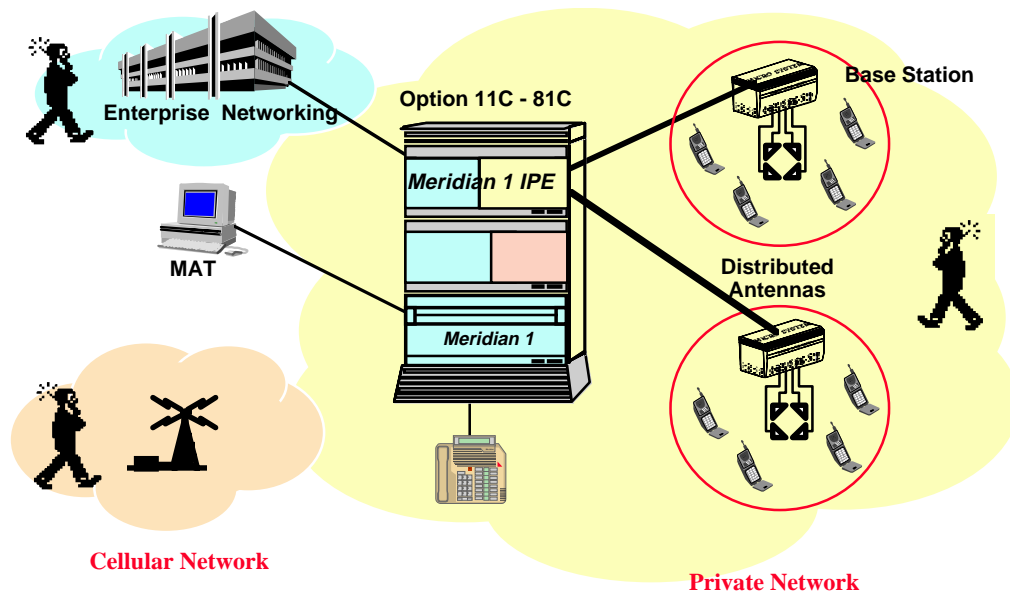 Enterprise Networking
Option 11C - 81C
Base Station
Meridian 1 IPE
MAT
Distributed
Antennas
Meridian 1
Cellular Network
Private Network